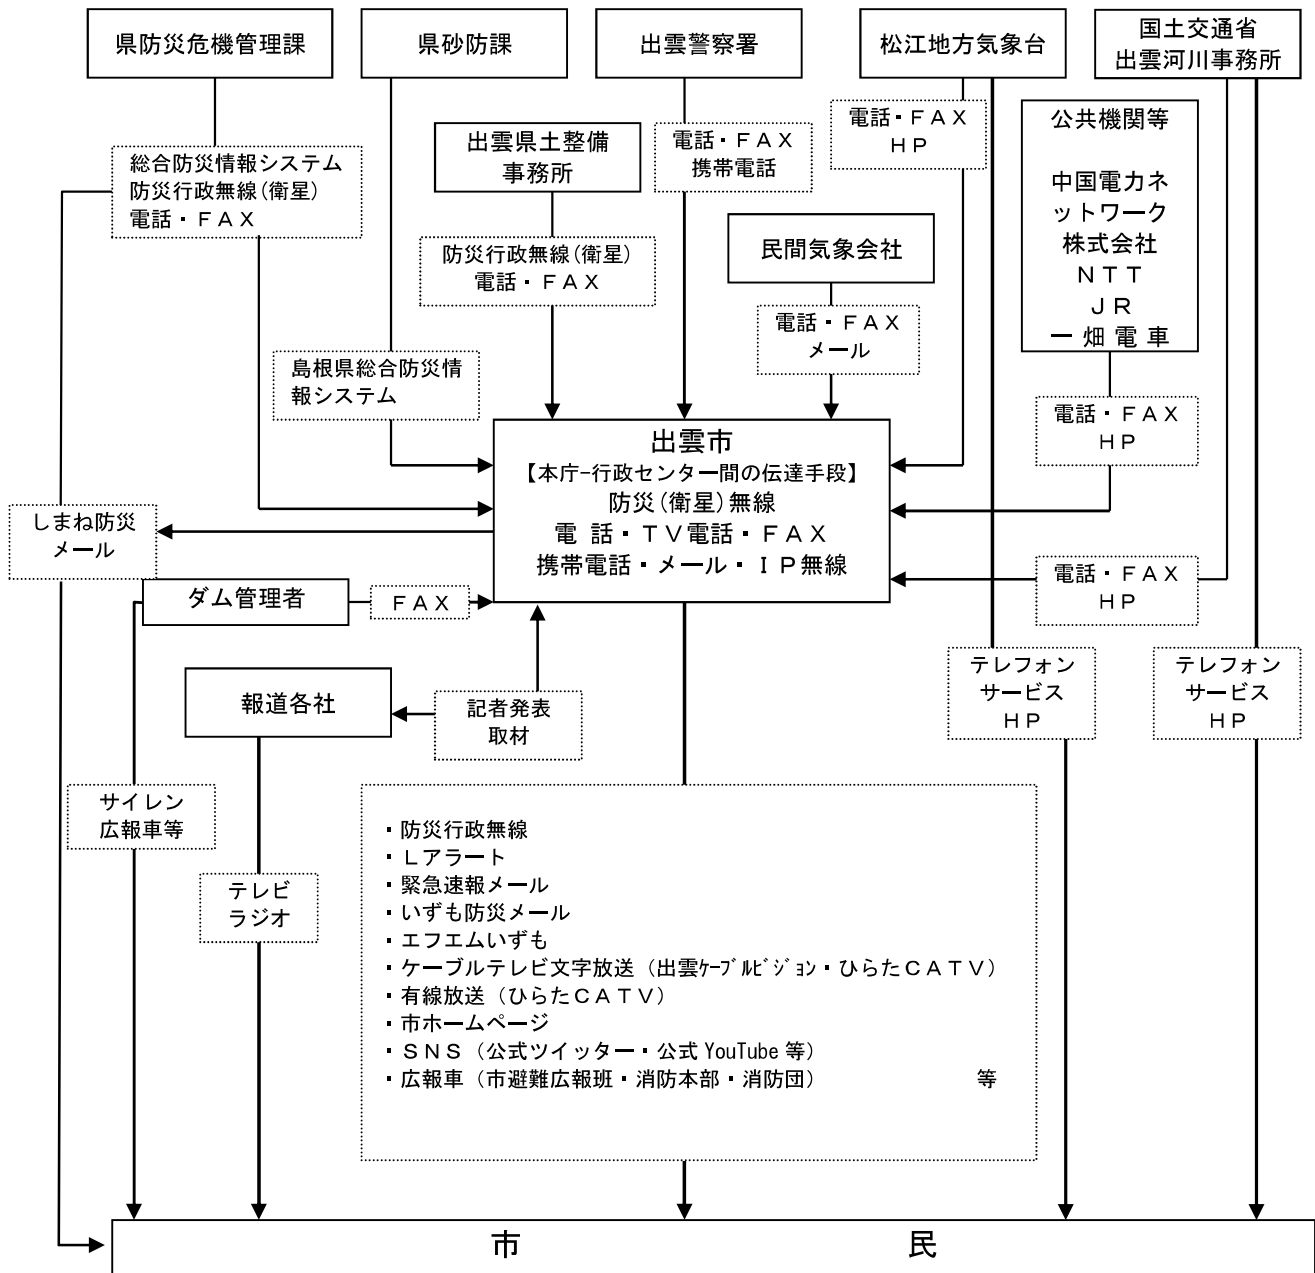 県防災危機管理課
県砂防課
出雲警察署
松江地方気象台
国土交通省
出雲河川事務所
総合防災情報システム
防災行政無線(衛星)
電話・ＦＡＸ
出雲県土整備
事務所
電話・ＦＡＸ
携帯電話
電話・ＦＡＸ
ＨＰ
公共機関等
中国電力ネ
ットワーク
株式会社
ＮＴＴ
ＪＲ
一畑電車
防災行政無線(衛星)
電話・ＦＡＸ
民間気象会社
電話・ＦＡＸ
メール
島根県総合防災情
報システム
電話・ＦＡＸ
ＨＰ
出雲市
【本庁-行政センター間の伝達手段】
防災(衛星)無線
電 話・ＴＶ電話・ＦＡＸ
携帯電話・メール・ＩＰ無線
しまね防災
メール
電話・ＦＡＸ
ＨＰ
ダム管理者
ＦＡＸ
報道各社
記者発表
取材
テレフォン
サービス
ＨＰ
テレフォン
サービス
ＨＰ
サイレン
広報車等
テレビ
ラジオ
・防災行政無線
・Ｌアラート
・緊急速報メール
・いずも防災メール
・エフエムいずも
・ケーブルテレビ文字放送（出雲ｹｰﾌﾞﾙﾋﾞｼﾞｮﾝ・ひらたＣＡＴＶ）
・有線放送（ひらたＣＡＴＶ）
・市ホームページ
・ＳＮＳ（公式ツイッター・公式 YouTube 等）
・広報車（市避難広報班・消防本部・消防団） 等
市 民